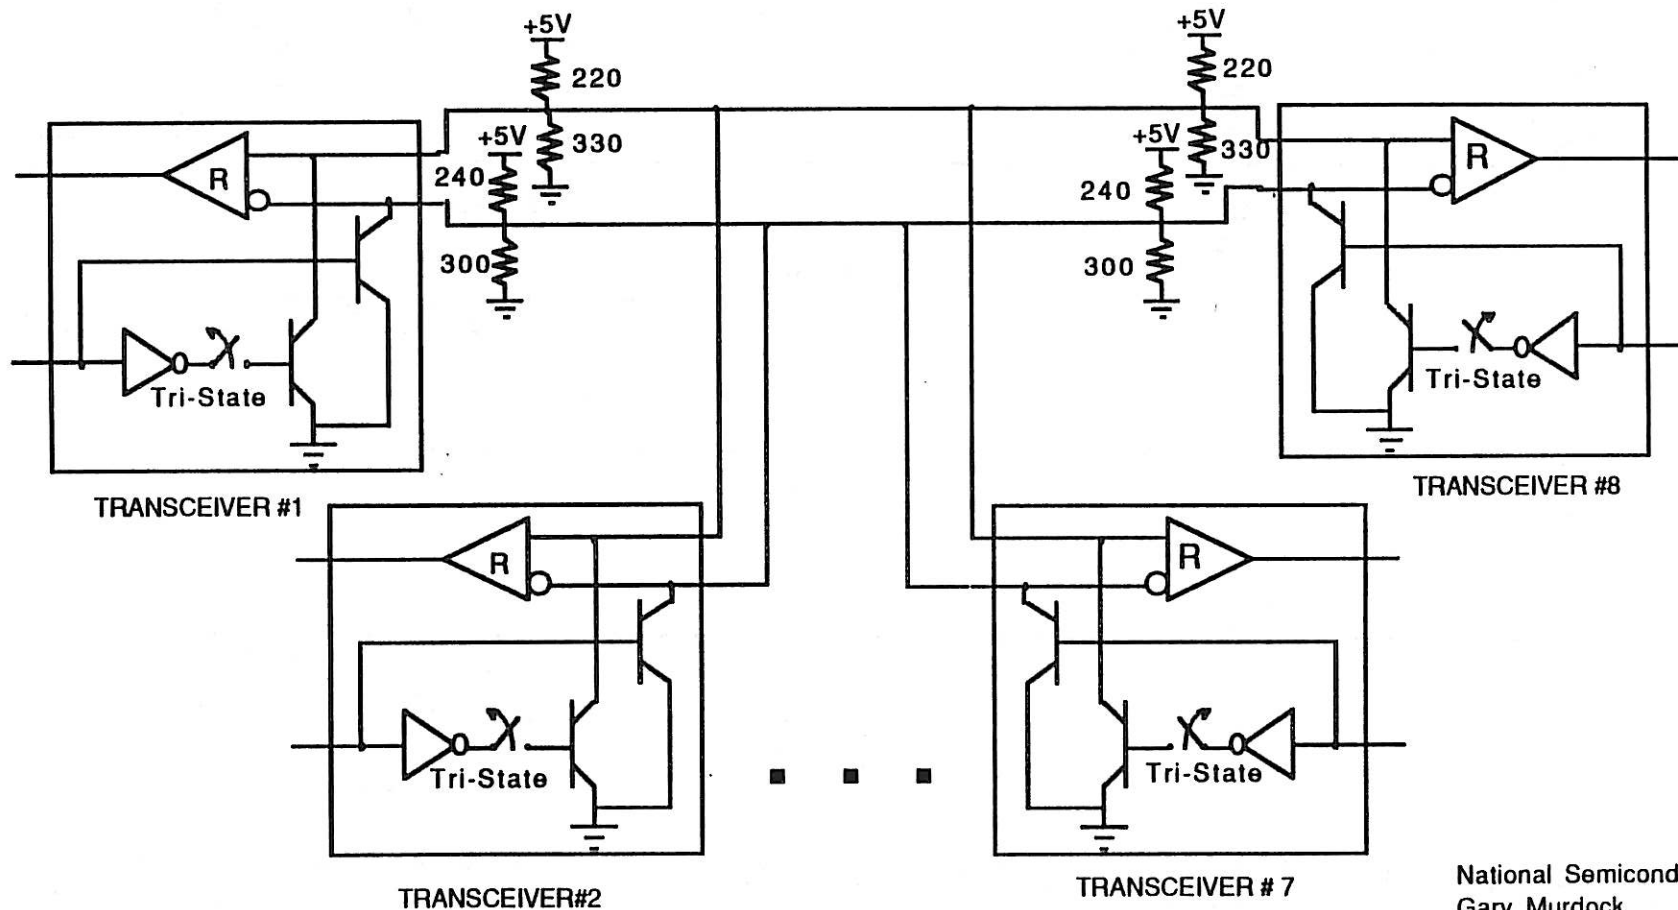 +5V
220
330
+5V
240
300
+5V
220
330
+5V
240
300
R
Tri-State
TRANSCEIVER #1
R
Tri-State
TRANSCEIVER #8
R
Tri-State
TRANSCEIVER#2
R
Tri-State
TRANSCEIVER # 7
National Semicond
Gary Murdock